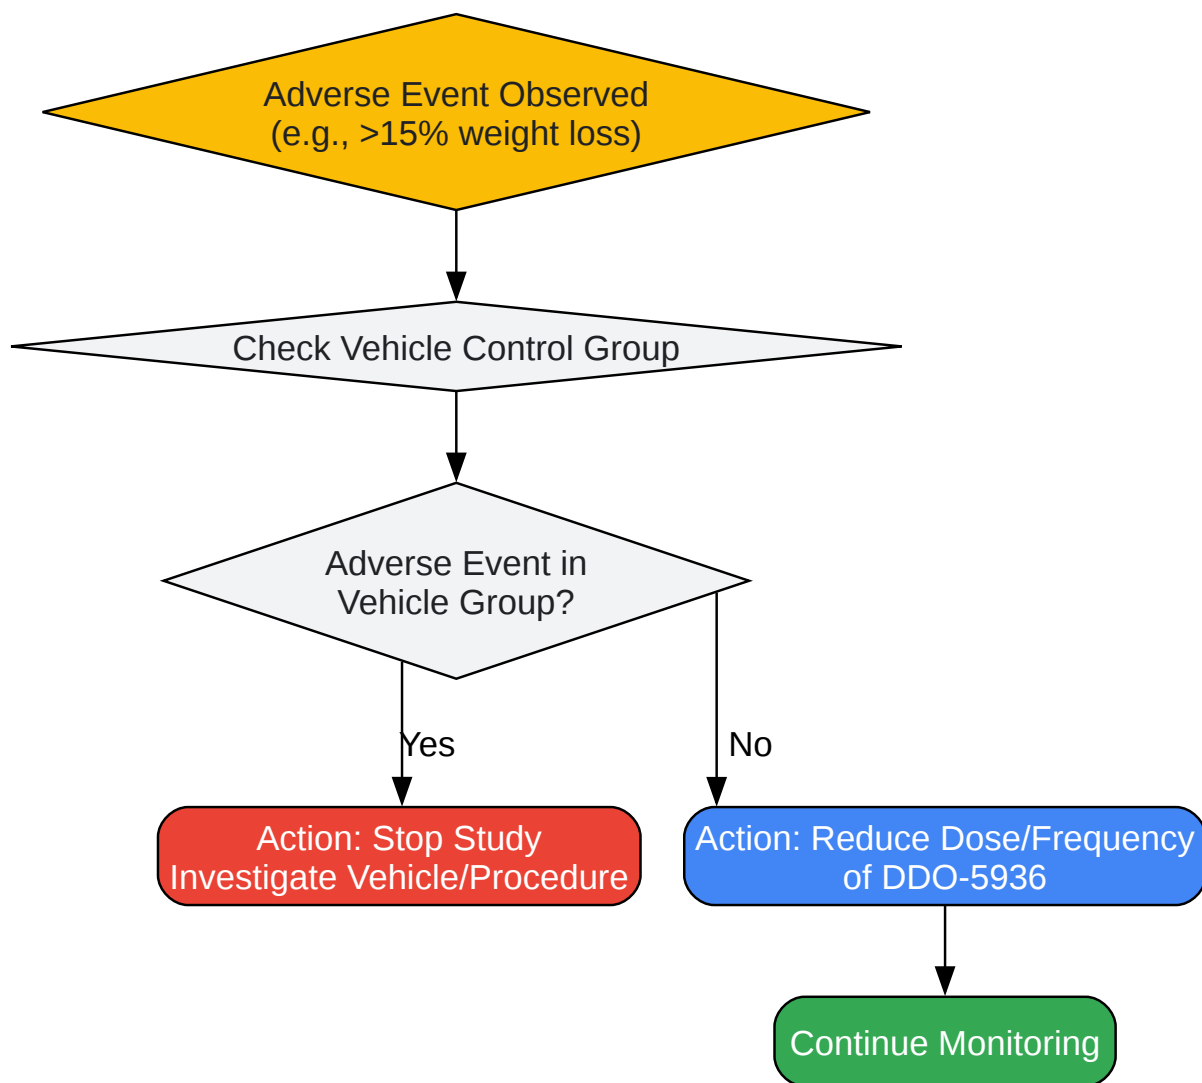 Adverse Event Observed
(e.g., >15% weight loss)
Check Vehicle Control Group
Adverse Event in
Vehicle Group?
Yes
No
Action: Stop Study
Investigate Vehicle/Procedure
Action: Reduce Dose/Frequency
of DDO-5936
Continue Monitoring